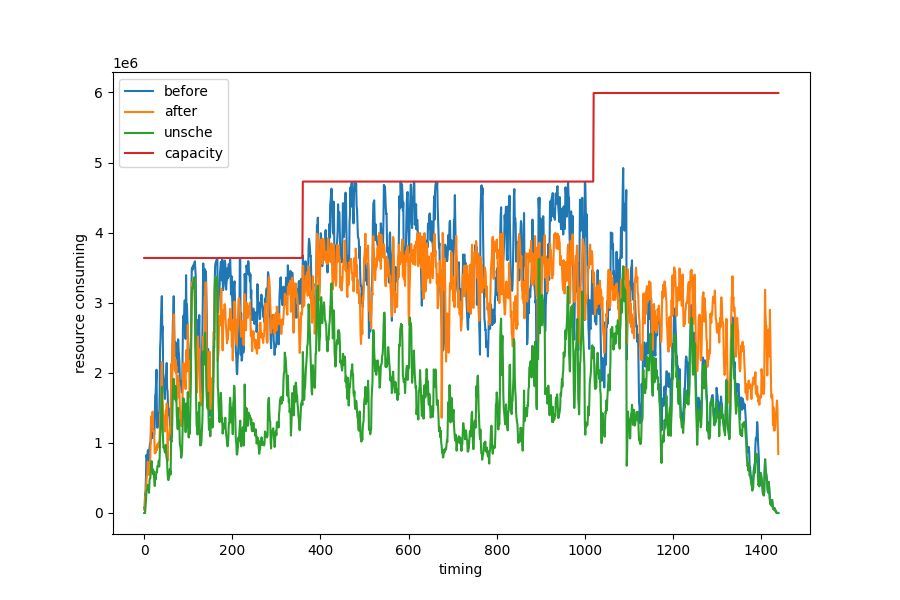 1e6
before
after
unsche
capacity
6
5
4
3
2
1
0
resource consuming
0 200 400 600 800 1000 1200 1400
timing